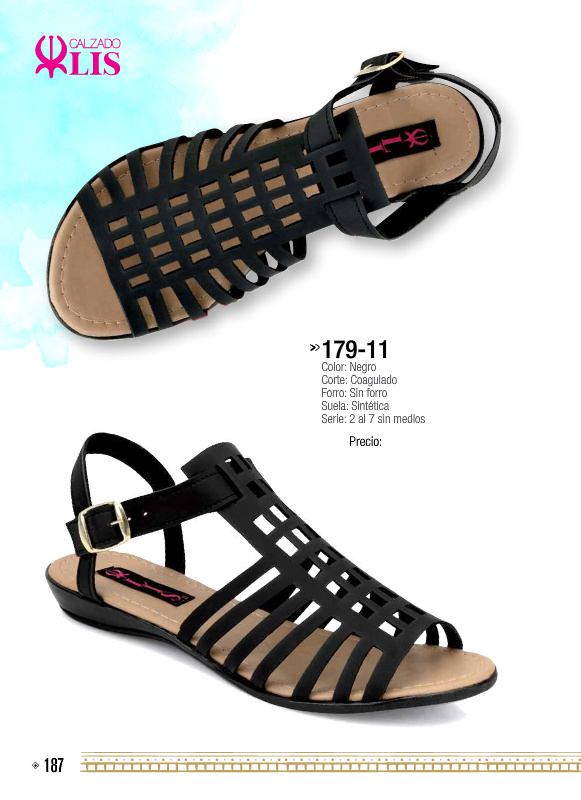 CALZADO
LIS
179-11
Color: Negro
Corte: Coagulado
Forro: Sin forro
Suela: Sintética
Serie: 2 al 7 sin medios
Precio:
187